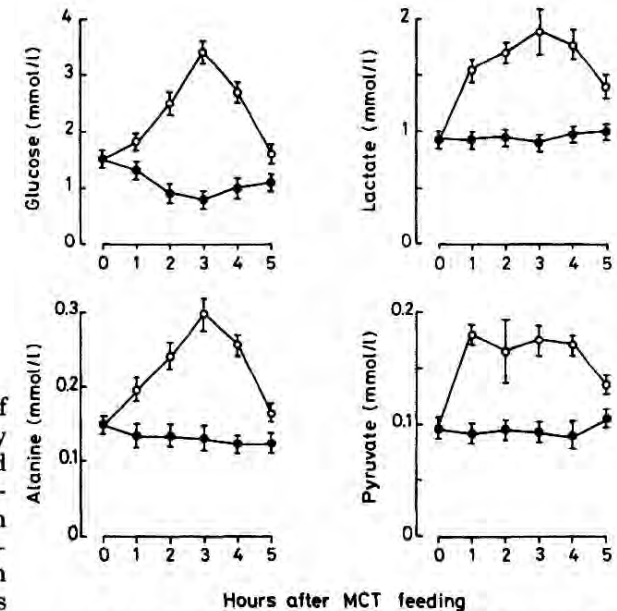 Glucose (mmol/l)
4
3
2
1
0
0 1 2 3 4 5
Lactate (mmol/l)
2
1
0
0 1 2 3 4 5
Alanine (mmol/l)
0.3
0.2
0.1
0
0 1 2 3 4 5
Pyruvate (mmol/l)
0.2
0.1
0
0 1 2 3 4 5
Hours after MCT feeding
f
y
d
-
n
-
n
s